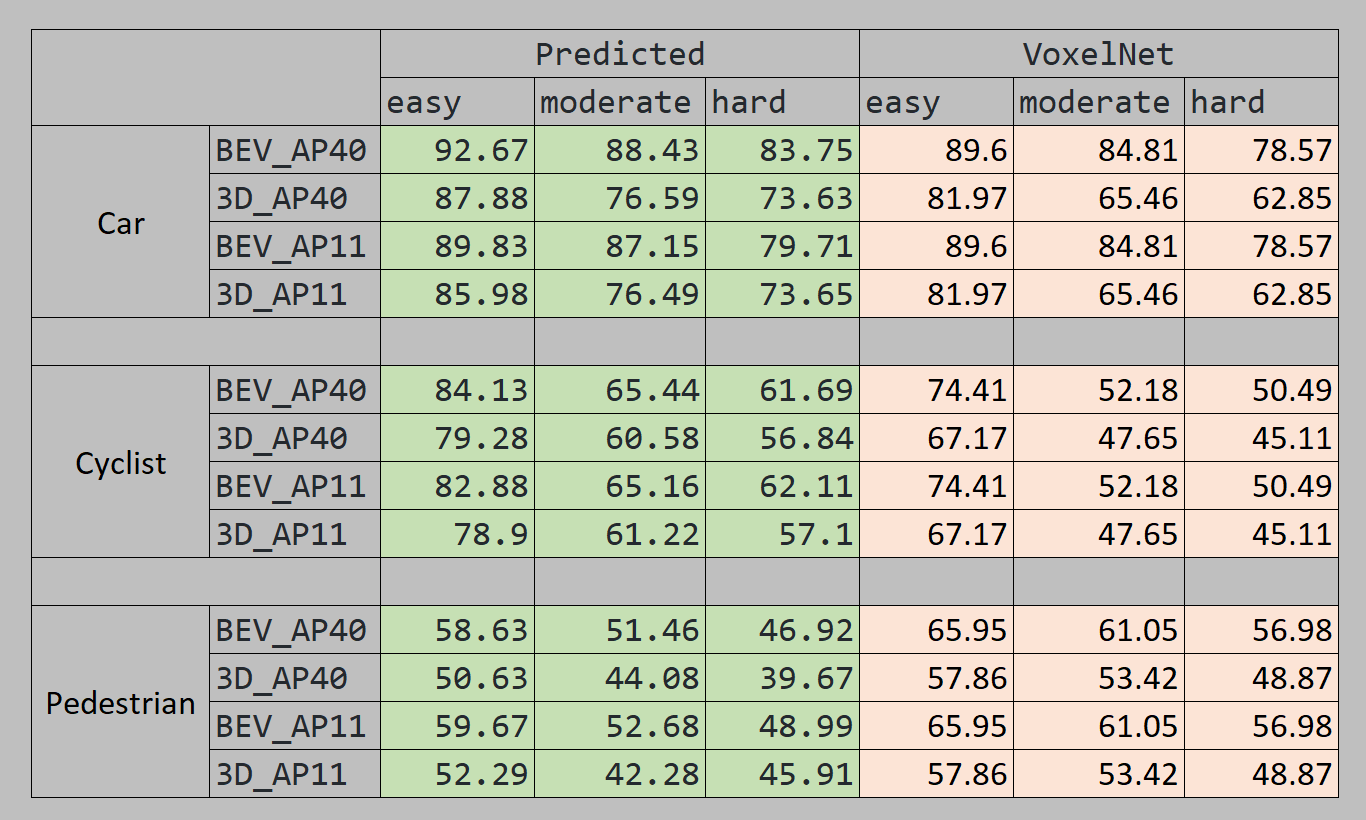 Predicted VoxelNet
easy moderate hard easy moderate hard
Car
BEV_AP40 92.67 88.43 83.75 89.6 84.81 78.57
3D_AP40 87.88 76.59 73.63 81.97 65.46 62.85
BEV_AP11 89.83 87.15 79.71 89.6 84.81 78.57
3D_AP11 85.98 76.49 73.65 81.97 65.46 62.85
Cyclist
BEV_AP40 84.13 65.44 61.69 74.41 52.18 50.49
3D_AP40 79.28 60.58 56.84 67.17 47.65 45.11
BEV_AP11 82.88 65.16 62.11 74.41 52.18 50.49
3D_AP11 78.9 61.22 57.1 67.17 47.65 45.11
Pedestrian
BEV_AP40 58.63 51.46 46.92 65.95 61.05 56.98
3D_AP40 50.63 44.08 39.67 57.86 53.42 48.87
BEV_AP11 59.67 52.68 48.99 65.95 61.05 56.98
3D_AP11 52.29 42.28 45.91 57.86 53.42 48.87